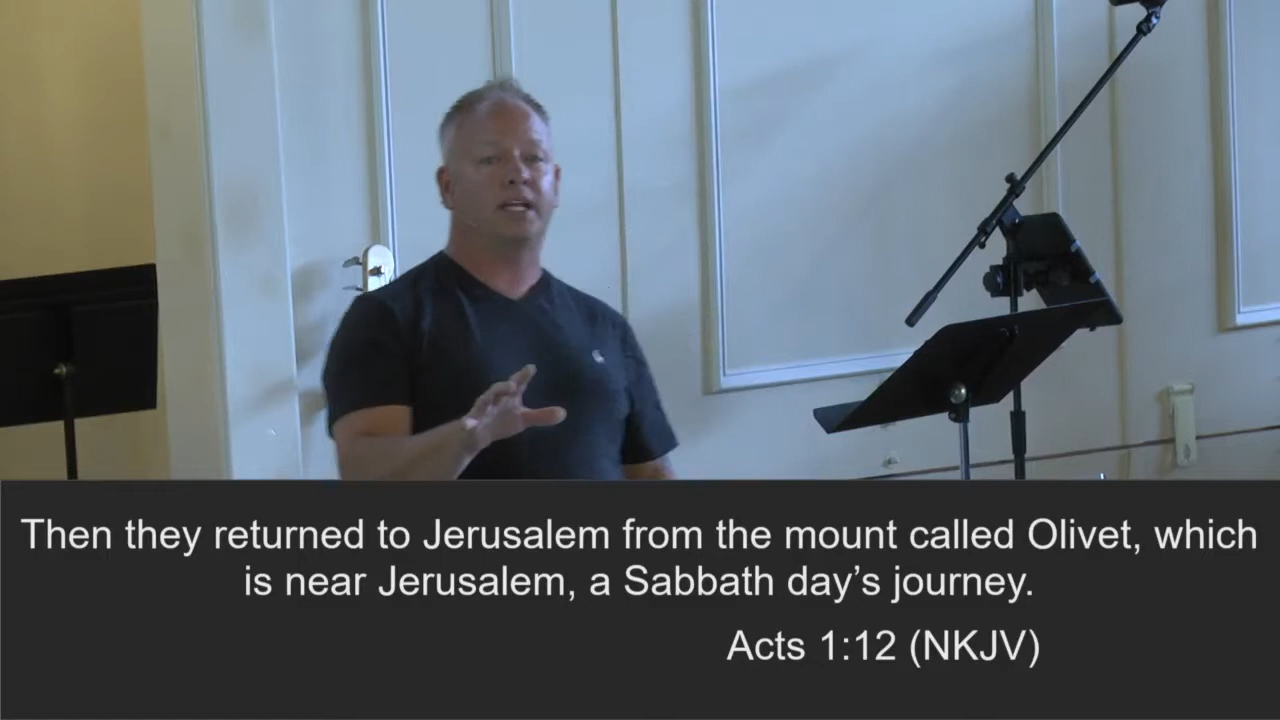 Then they returned to Jerusalem from the mount called Olivet, which
is near Jerusalem, a Sabbath day’s journey.
Acts 1:12 (NKJV)